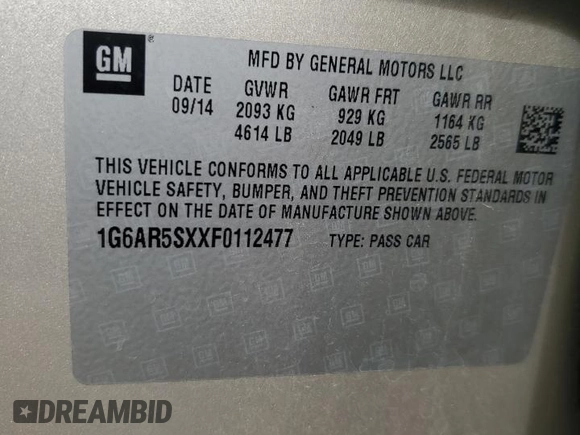 GM ®
MFD BY GENERAL MOTORS LLC
DATE GVWR GAWR FRT GAWR RR
09/14 2093 KG 929 KG 1164 KG
4614 LB 2049 LB 2565 LB
THIS VEHICLE CONFORMS TO ALL APPLICABLE U.S. FEDERAL MOTOR
VEHICLE SAFETY, BUMPER, AND THEFT PREVENTION STANDARDS IN
EFFECT ON THE DATE OF MANUFACTURE SHOWN ABOVE.
1G6AR5SXXF0112477 TYPE: PASS CAR
DREAMBID